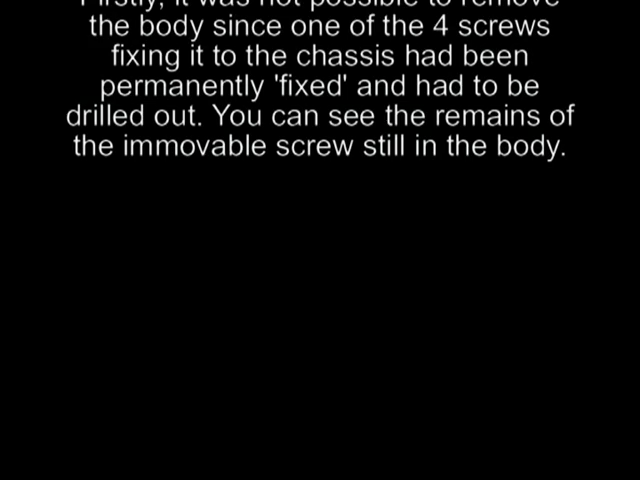 Firstly, it was not possible to remove
the body since one of the 4 screws
fixing it to the chassis had been
permanently 'fixed' and had to be
drilled out. You can see the remains of
the immovable screw still in the body.